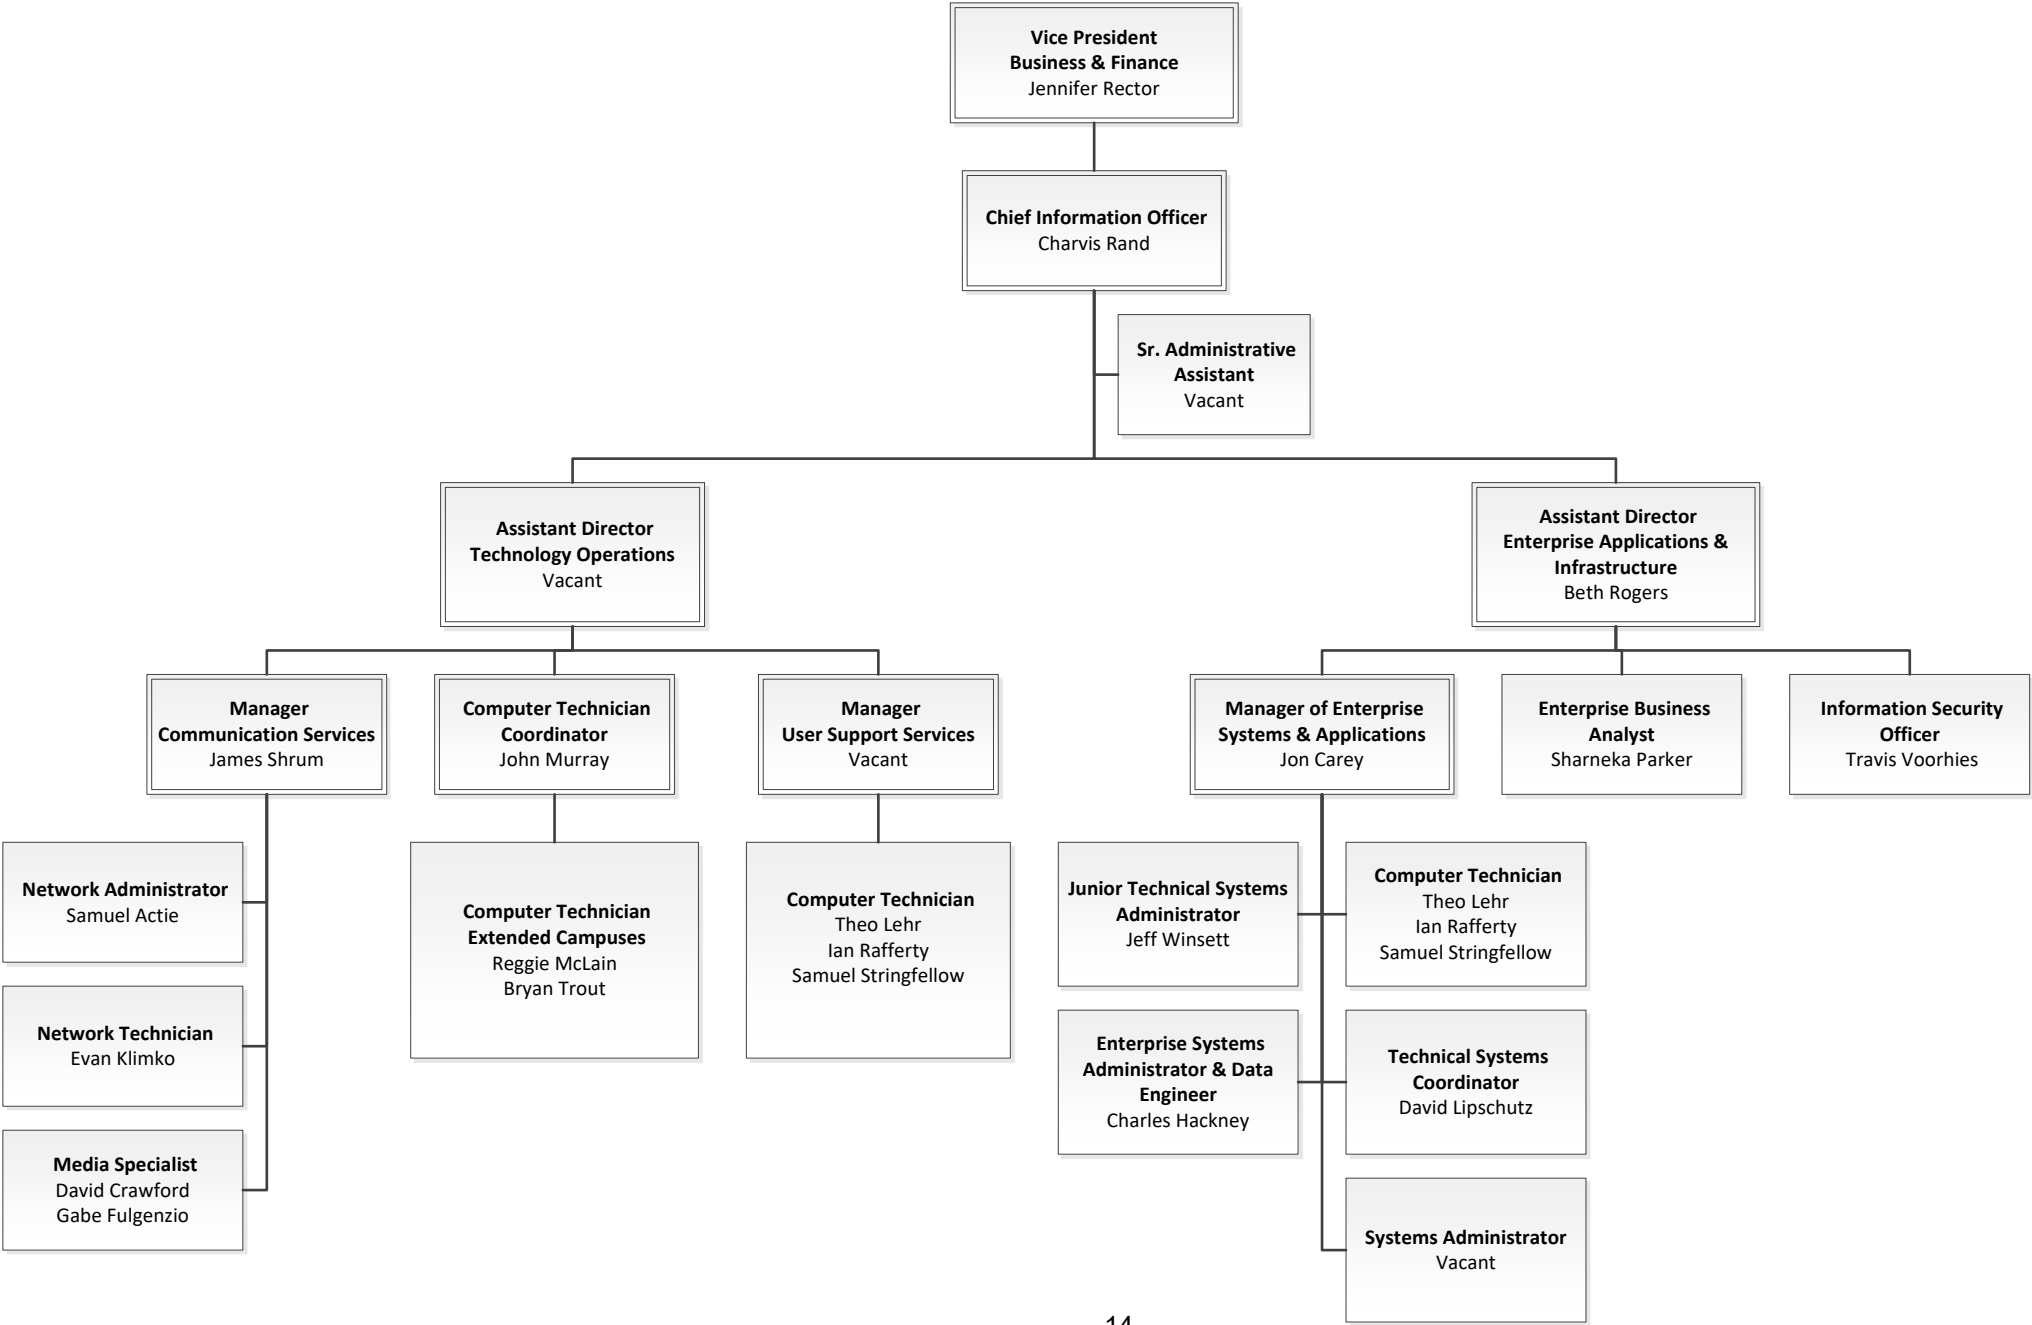 Vice President
Business & Finance
Jennifer Rector
Chief Information Officer
Charvis Rand
Sr. Administrative
Assistant
Vacant
Assistant Director
Technology Operations
Vacant
Assistant Director
Enterprise Applications &
Infrastructure
Beth Rogers
Manager
Communication Services
James Shrum
Computer Technician
Coordinator
John Murray
Manager
User Support Services
Vacant
Manager of Enterprise
Systems & Applications
Jon Carey
Enterprise Business
Analyst
Sharneka Parker
Information Security
Officer
Travis Voorhies
Network Administrator
Samuel Actie
Network Technician
Evan Klimko
Media Specialist
David Crawford
Gabe Fulgenzio
Computer Technician
Extended Campuses
Reggie McLain
Bryan Trout
Computer Technician
Theo Lehr
Ian Rafferty
Samuel Stringfellow
Junior Technical Systems
Administrator
Jeff Winsett
Computer Technician
Theo Lehr
Ian Rafferty
Samuel Stringfellow
Enterprise Systems
Administrator & Data
Engineer
Charles Hackney
Technical Systems
Coordinator
David Lipschutz
Systems Administrator
Vacant
14